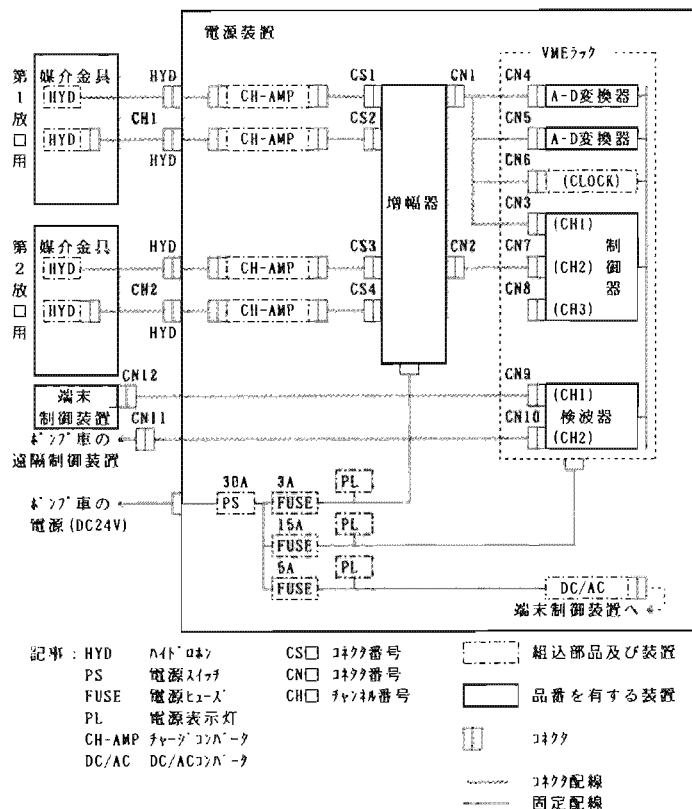 電源装置
VMEラック
第1放口用
媒介金具
HYD
CS1
CN1
CN4
HYD
CH-AMP
A-D変換器
CH1
CS2
CN5
HYD
CH-AMP
A-D変換器
HYD
CN6
(CLOCK)
増幅器
CN3
(CH1)
制御器
第2放口用
媒介金具
HYD
CS3
CN2
CN7
HYD
CH-AMP
(CH2)
CH2
CS4
CN8
HYD
CH-AMP
(CH3)
HYD
CN12
CN9
端末
制御装置
(CH1)
検波器
CN11
CN10
(CH2)
ポンプ車の
遠隔制御装置
30A
3A
PL
ポンプ車の
電源(DC24V)
PS
FUSE
15A
PL
FUSE
5A
PL
FUSE
DC/AC
端末制御装置へ
記事:HYD ハイドロホン
PS 電源スイッチ
FUSE 電源ヒューズ
PL 電源表示灯
CH-AMP チャージコンバータ
DC/AC DC/ACコンバータ
CS□ コネクタ番号
CN□ コネクタ番号
CH□ チャンネル番号
組込部品及び装置
品番を有する装置
コネクタ
コネクタ配線
固定配線